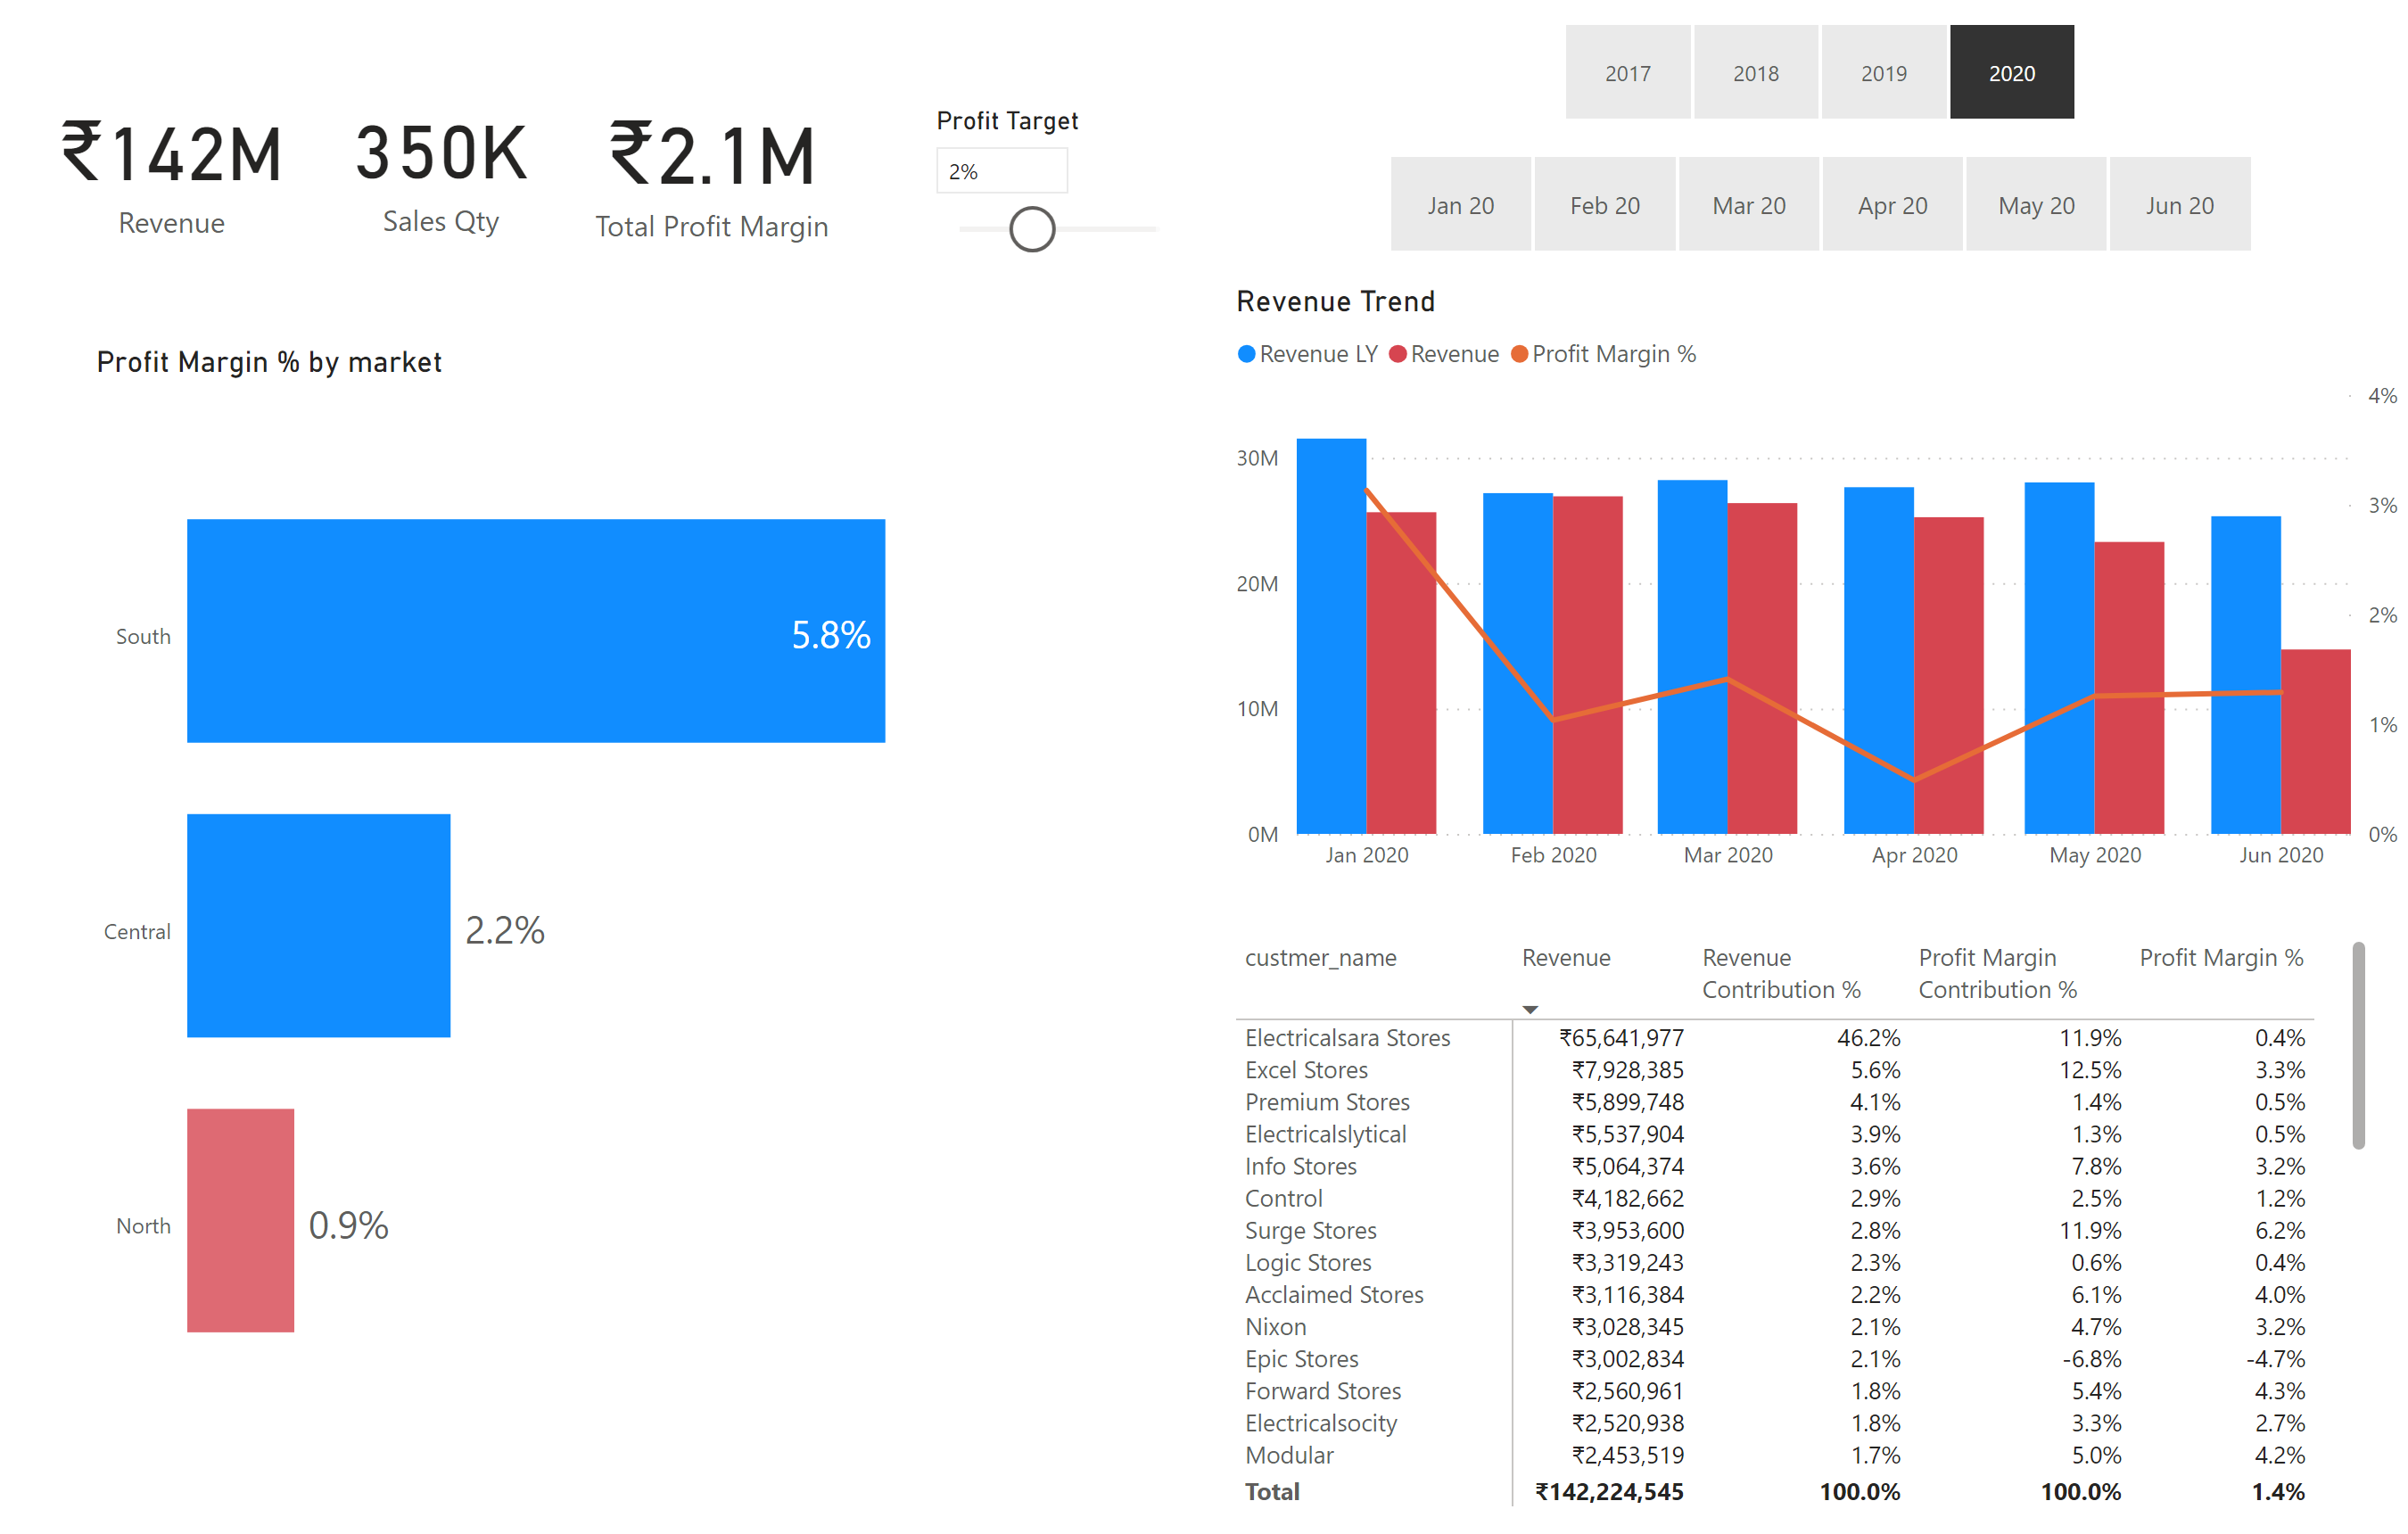 2017 2018 2019 2020
Jan 20 Feb 20 Mar 20 Apr 20 May 20 Jun 20
₹142M
Revenue
350K
Sales Qty
₹2.1M
Total Profit Margin
Profit Target
2%
Profit Margin % by market
South 5.8%
Central 2.2%
North 0.9%
Revenue Trend
Revenue LY Revenue Profit Margin %
4%
30M
3%
20M
2%
10M
1%
0M
0%
Jan 2020 Feb 2020 Mar 2020 Apr 2020 May 2020 Jun 2020
custmer_name Revenue Revenue Profit Margin Profit Margin %
Contribution % Contribution %
Electricalsara Stores ₹65,641,977 46.2% 11.9% 0.4%
Excel Stores ₹7,928,385 5.6% 12.5% 3.3%
Premium Stores ₹5,899,748 4.1% 1.4% 0.5%
Electricalslytical ₹5,537,904 3.9% 1.3% 0.5%
Info Stores ₹5,064,374 3.6% 7.8% 3.2%
Control ₹4,182,662 2.9% 2.5% 1.2%
Surge Stores ₹3,953,600 2.8% 11.9% 6.2%
Logic Stores ₹3,319,243 2.3% 0.6% 0.4%
Acclaimed Stores ₹3,116,384 2.2% 6.1% 4.0%
Nixon ₹3,028,345 2.1% 4.7% 3.2%
Epic Stores ₹3,002,834 2.1% -6.8% -4.7%
Forward Stores ₹2,560,961 1.8% 5.4% 4.3%
Electricalsocity ₹2,520,938 1.8% 3.3% 2.7%
Modular ₹2,453,519 1.7% 5.0% 4.2%
Total ₹142,224,545 100.0% 100.0% 1.4%